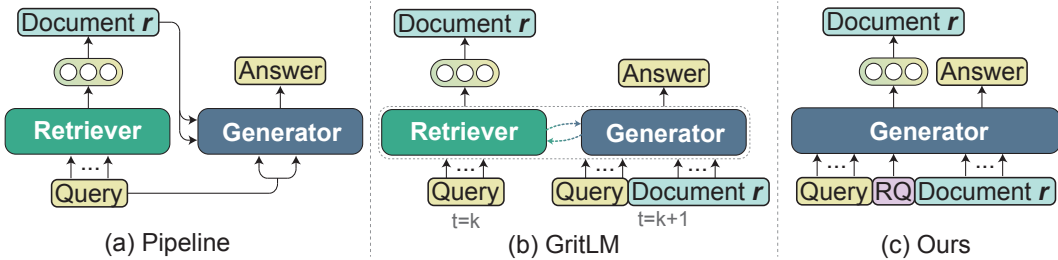 Document r
Answer
Retriever
Generator
...
...
Query
(a) Pipeline
Document r
Answer
Retriever
Generator
...
...
...
Query
Query
Document r
t=k
t=k+1
(b) GritLM
Document r
Answer
Generator
...
...
Query
RQ
Document r
(c) Ours